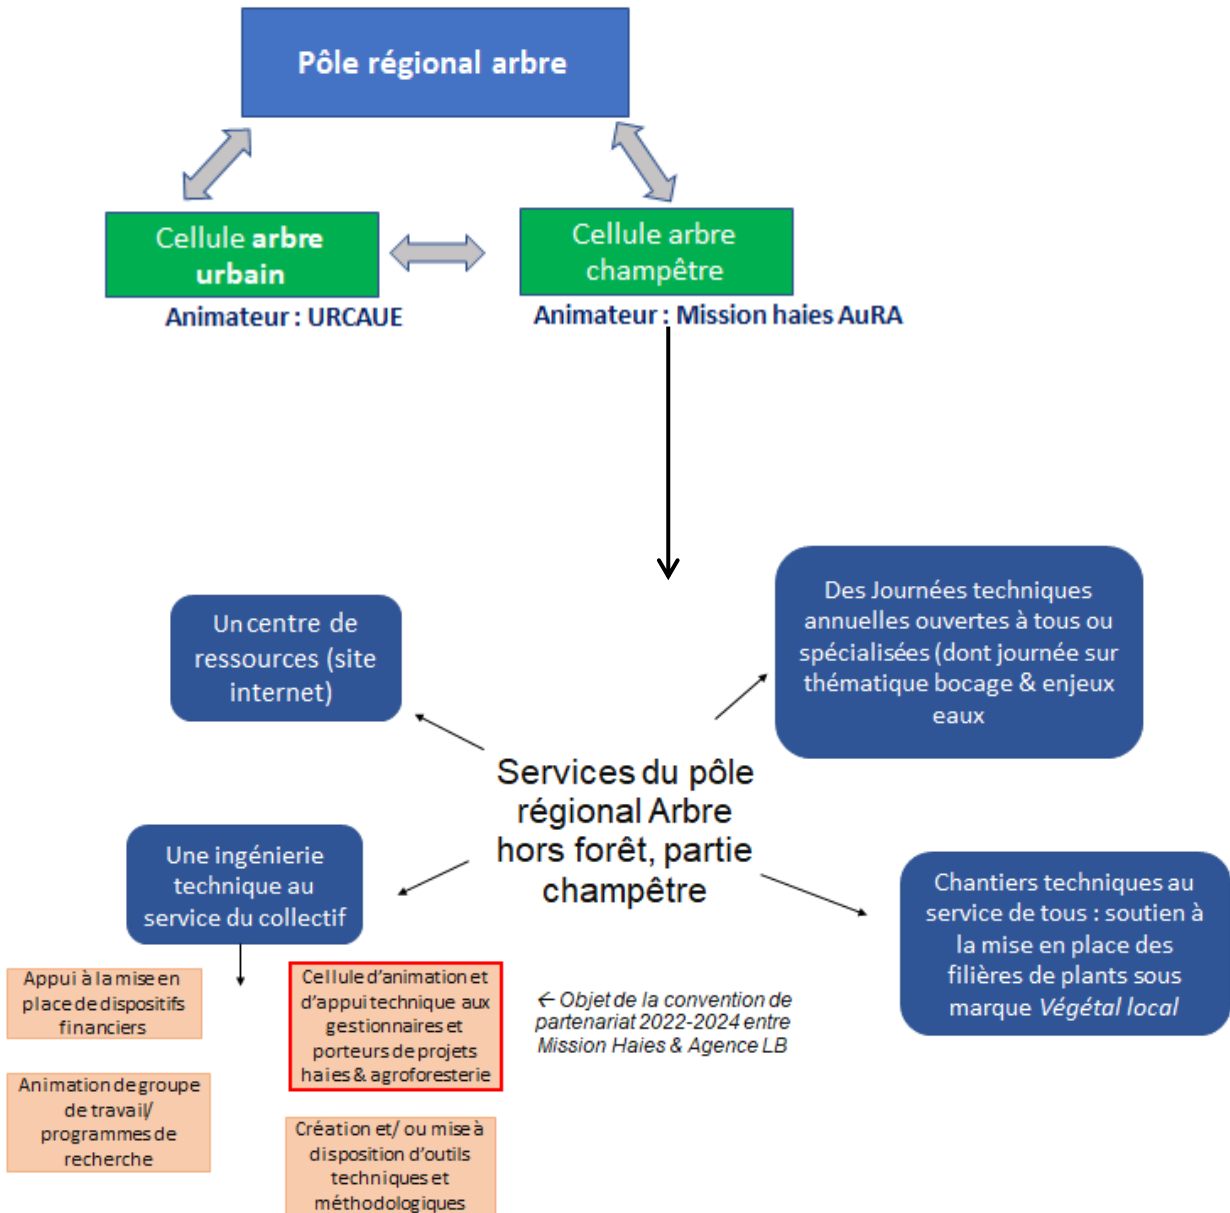 Pôle régional arbre
Cellule arbre
urbain
Animateur : URCAUE
Cellule arbre
champêtre
Animateur : Mission haies AuRA
Un centre de
ressources (site
internet)
Des Journées techniques
annuelles ouvertes à tous ou
spécialisées (dont journée sur
thématique bocage & enjeux
eaux
Services du pôle
régional Arbre
hors forêt, partie
champêtre
Une ingénierie
technique au
service du collectif
Chantiers techniques au
service de tous : soutien à
la mise en place des
filières de plants sous
marque Végétal local
Appui à la mise en
place de dispositifs
financiers
Cellule d'animation et
d'appui technique aux
gestionnaires et
porteurs de projets
haies & agroforesterie
← Objet de la convention de
partenariat 2022-2024 entre
Mission Haies & Agence LB
Animation de groupe
de travail/
programmes de
recherche
Création et/ ou mise à
disposition d'outils
techniques et
méthodologiques